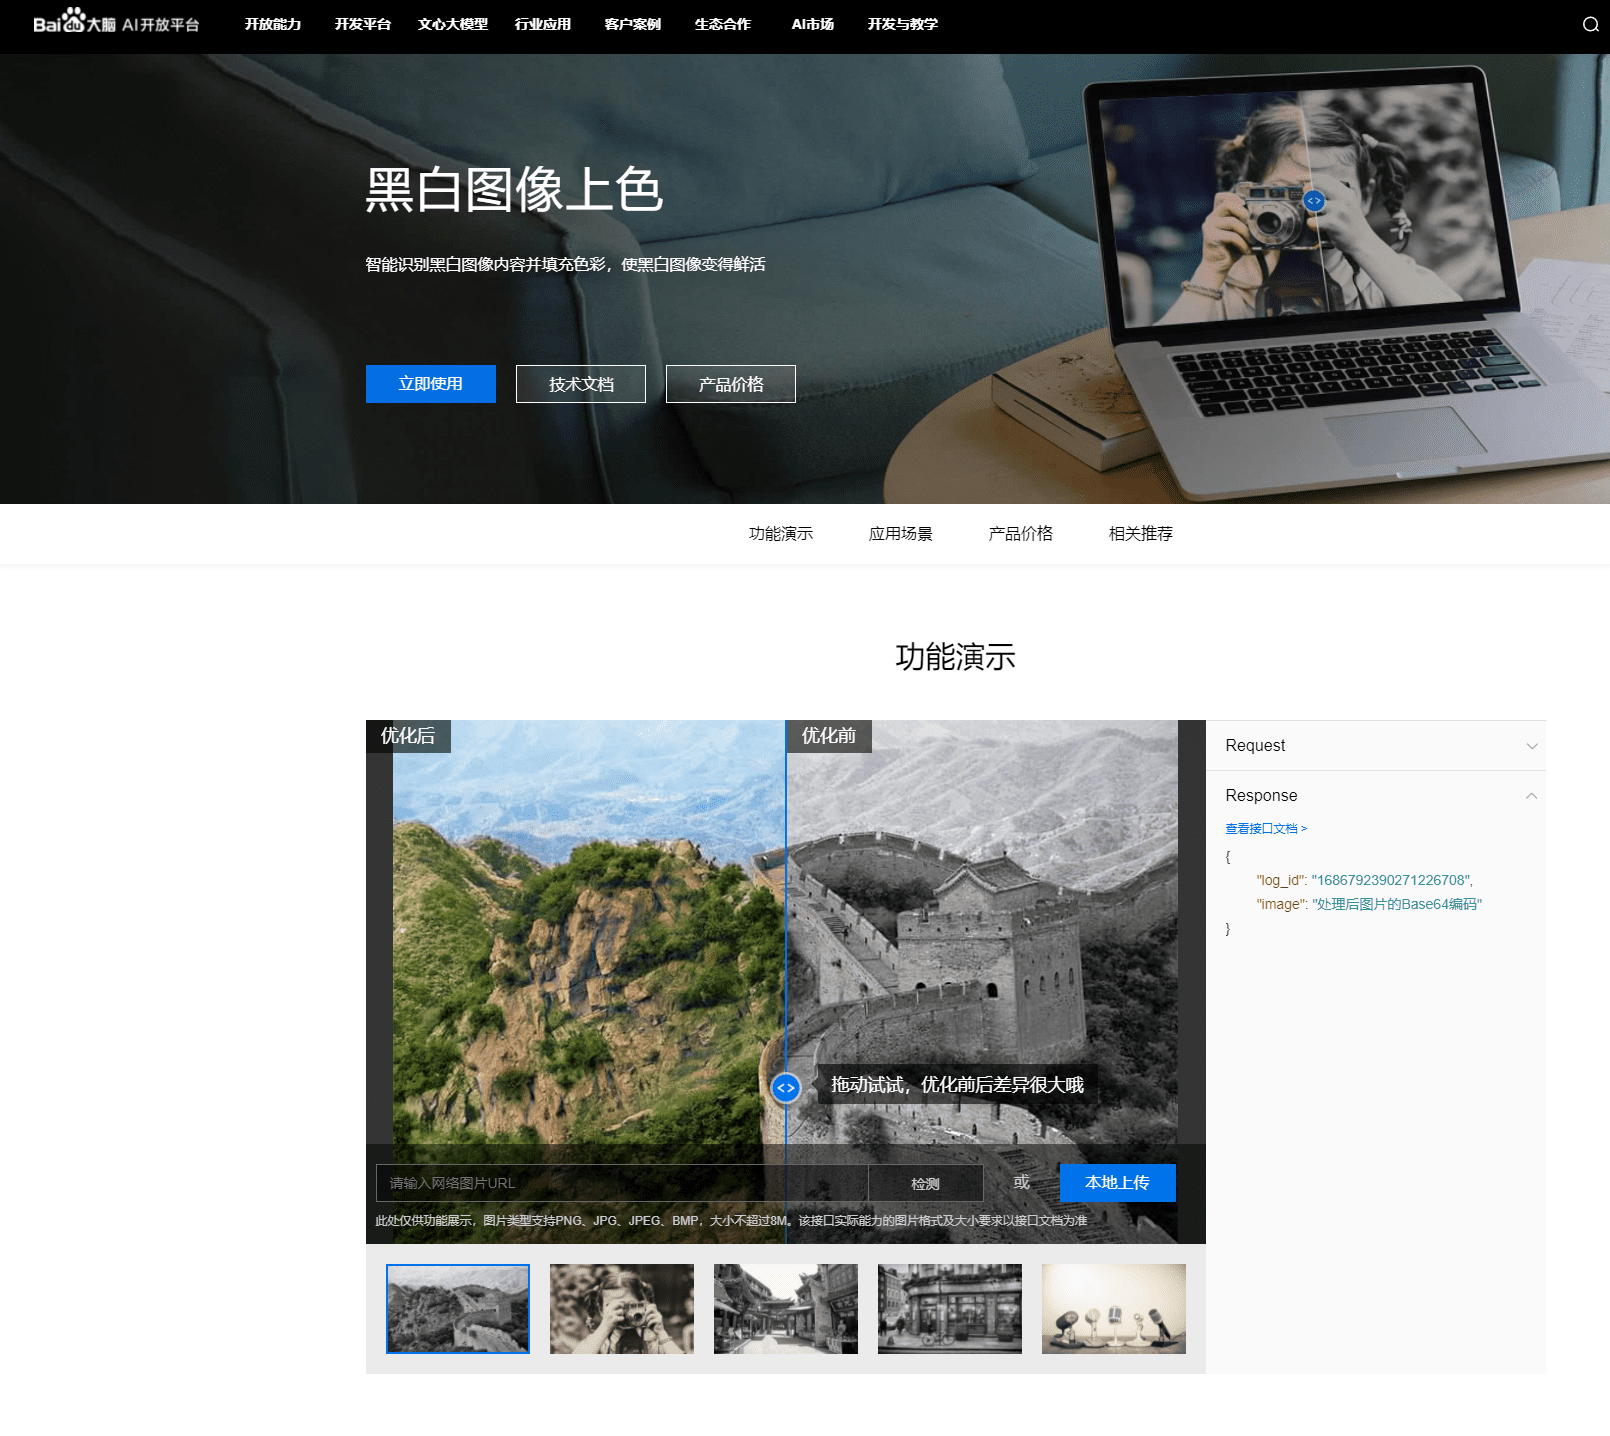 Bai大脑 AI开放平台 开放能力 开发平台 文心大模型 行业应用 客户案例 生态合作 AI市场 开发与教学
黑白图像上色
智能识别黑白图像内容并填充色彩，使黑白图像变得鲜活
立即使用 技术文档 产品价格
功能演示 应用场景 产品价格 相关推荐
功能演示
优化后 优化前
Request
Response
查看接口文档 >
{
"log_id": "1686792390271226708",
"image": "处理后图片的Base64编码"
}
拖动试试，优化前后差异很大哦
请输入网络图片URL 检测 或 本地上传
此处仅供功能展示，图片类型支持PNG、JPG、JPEG、BMP，大小不超过8M。该接口实际能力的图片格式及大小要求以接口文档为准